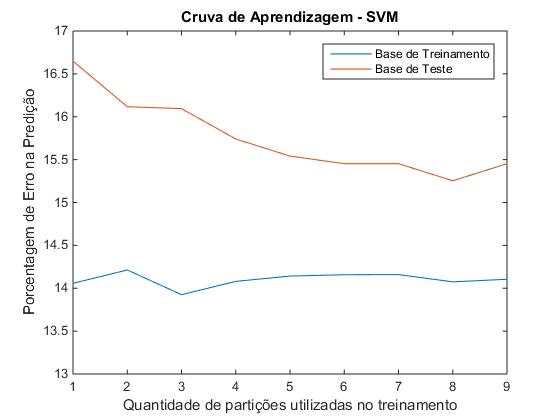 Cruva de Aprendizagem - SVM
Base de Treinamento
Base de Teste
Porcentagem de Erro na Predição
17
16.5
16
15.5
15
14.5
14
13.5
13
1 2 3 4 5 6 7 8 9
Quantidade de partições utilizadas no treinamento